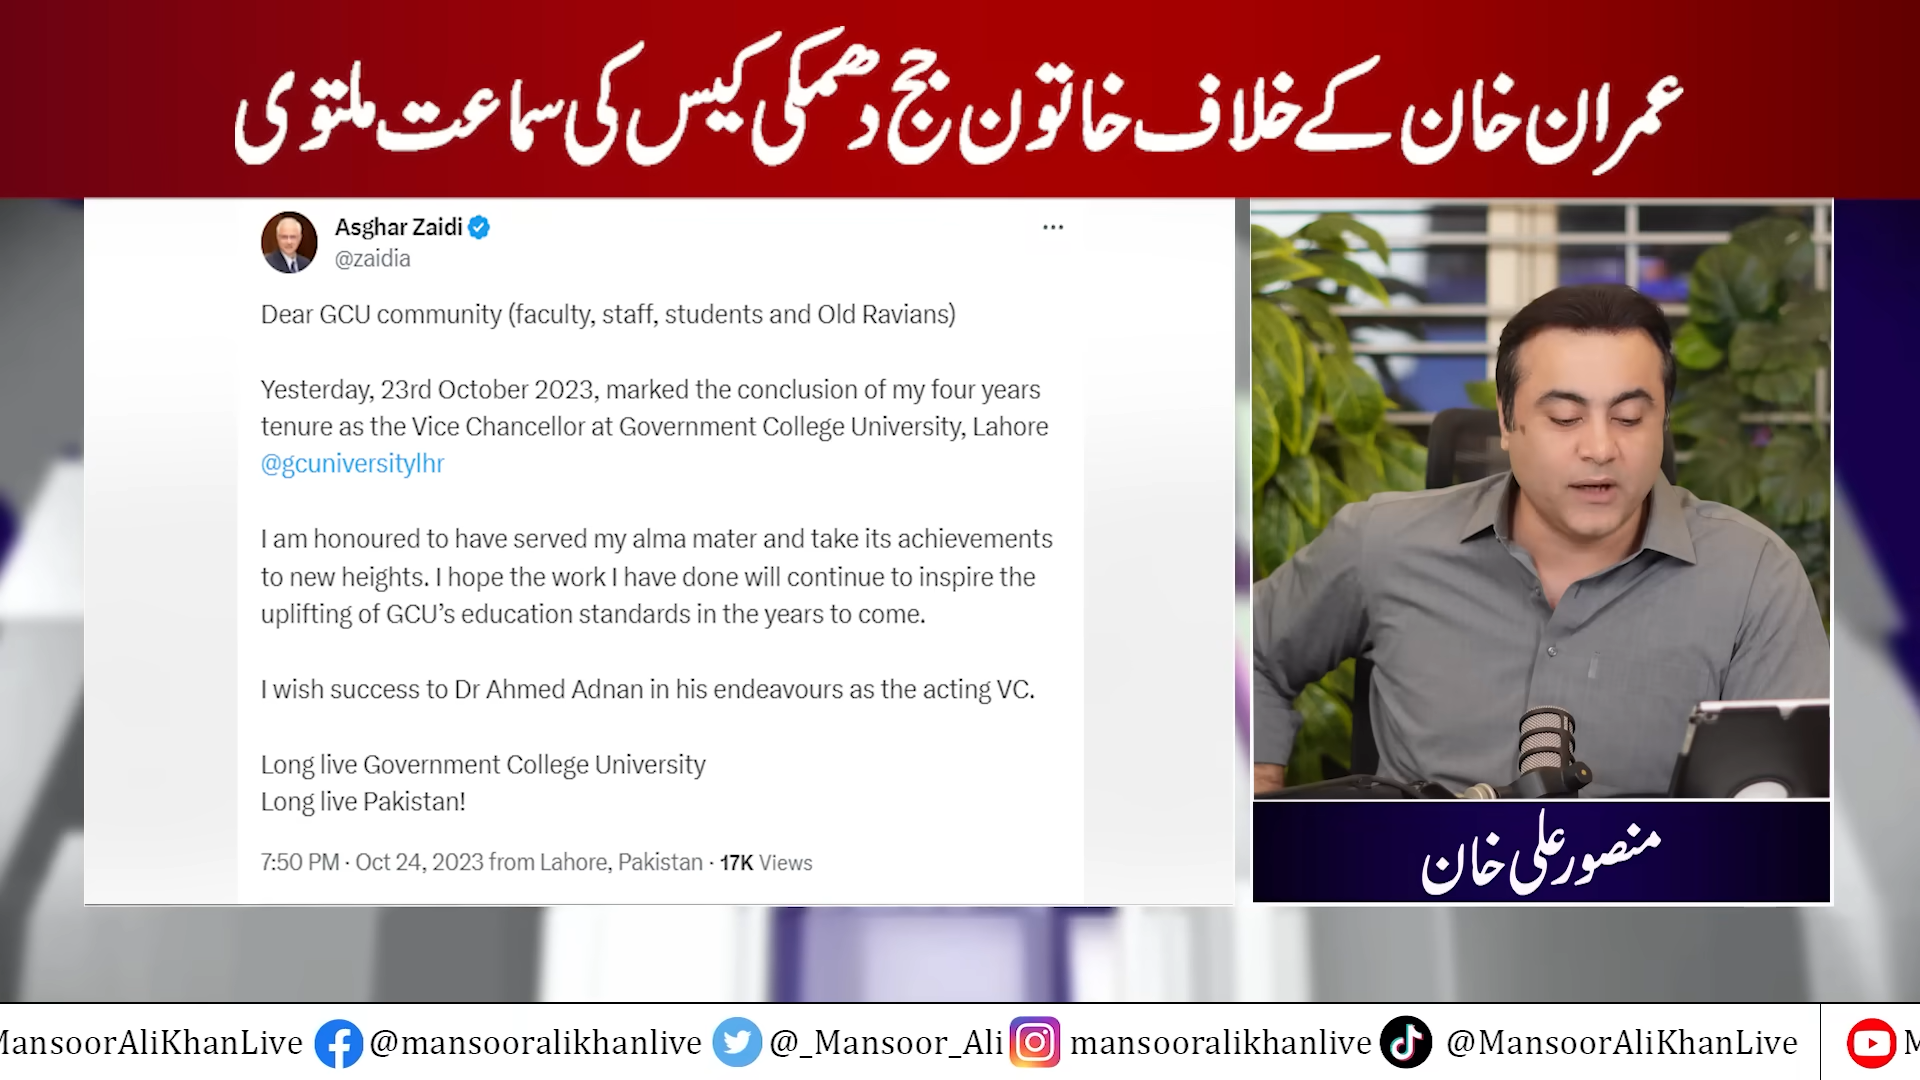 عمران خان کے خلاف خاتون جج دھمکی کیس کی سماعت ملتوی
Asghar Zaidi
@zaidia
Dear GCU community (faculty, staff, students and Old Ravians)
Yesterday, 23rd October 2023, marked the conclusion of my four years
tenure as the Vice Chancellor at Government College University, Lahore
@gcuniversitylhr
I am honoured to have served my alma mater and take its achievements
to new heights. I hope the work I have done will continue to inspire the
uplifting of GCU’s education standards in the years to come.
I wish success to Dr Ahmed Adnan in his endeavours as the acting VC.
Long live Government College University
Long live Pakistan!
7:50 PM · Oct 24, 2023 from Lahore, Pakistan · 17K Views
منصور علی خان
MansoorAliKhanLive @mansooralikhanlive @_Mansoor_Ali mansooralikhanlive @MansoorAliKhanLive